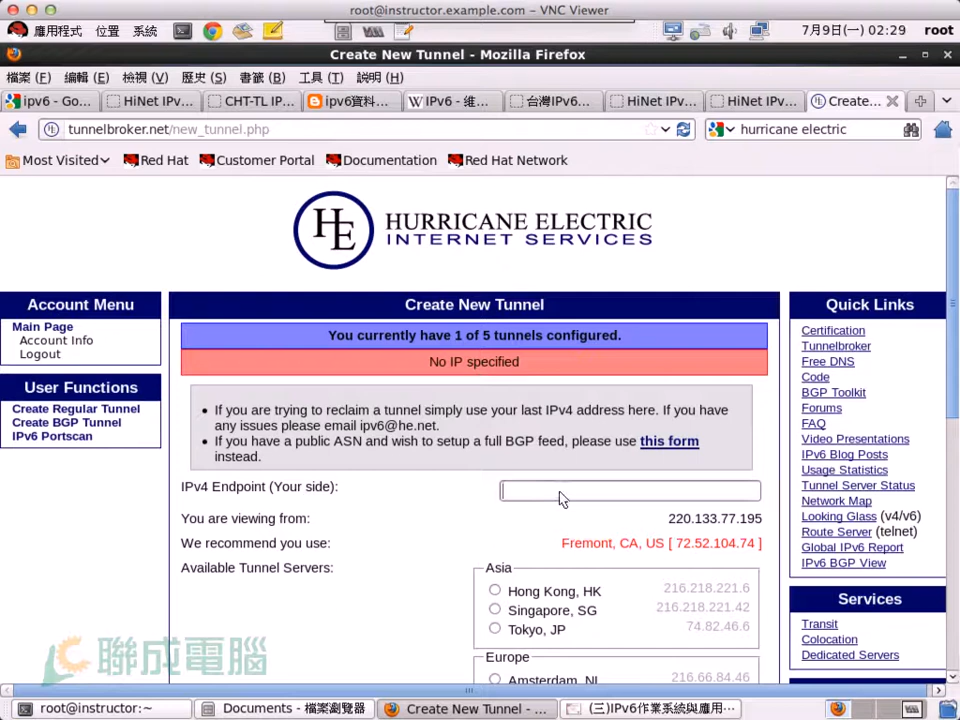 root@instructor.example.com – VNC Viewer
應用程式 位置 系統 7月9日(一) 02:29 root
Create New Tunnel - Mozilla Firefox
檔案 (F) 編輯 (E) 檢視 (V) 歷史 (S) 書籤 (B) 工具 (T) 說明 (H)
ipv6 - Go... HiNet IPv... CHT-TL IP... ipv6資料... IPv6 - 維... 台灣IPv6... HiNet IPv... HiNet IPv... Create...
tunnelbroker.net/new_tunnel.php hurricane electric
Most Visited Red Hat Customer Portal Documentation Red Hat Network
HE HURRICANE ELECTRIC
INTERNET SERVICES
Account Menu
Main Page
Account Info
Logout
User Functions
Create Regular Tunnel
Create BGP Tunnel
IPv6 Portscan
Create New Tunnel
You currently have 1 of 5 tunnels configured.
No IP specified
If you are trying to reclaim a tunnel simply use your last IPv4 address here. If you have
any issues please email ipv6@he.net.
If you have a public ASN and wish to setup a full BGP feed, please use this form
instead.
IPv4 Endpoint (Your side):
You are viewing from: 220.133.77.195
We recommend you use: Fremont, CA, US [ 72.52.104.74 ]
Available Tunnel Servers:
Asia
Hong Kong, HK 216.218.221.6
Singapore, SG 216.218.221.42
Tokyo, JP 74.82.46.6
Europe
Amsterdam, NL 216.66.84.46
Quick Links
Certification
Tunnelbroker
Free DNS
Code
BGP Toolkit
Forums
FAQ
Video Presentations
IPv6 Blog Posts
Usage Statistics
Tunnel Server Status
Network Map
Looking Glass (v4/v6)
Route Server (telnet)
Global IPv6 Report
IPv6 BGP View
Services
Transit
Colocation
Dedicated Servers
聯成電腦
root@instructor:~ Documents - 檔案瀏覽器 Create New Tunnel - ... (三)IPv6作業系統與應用...